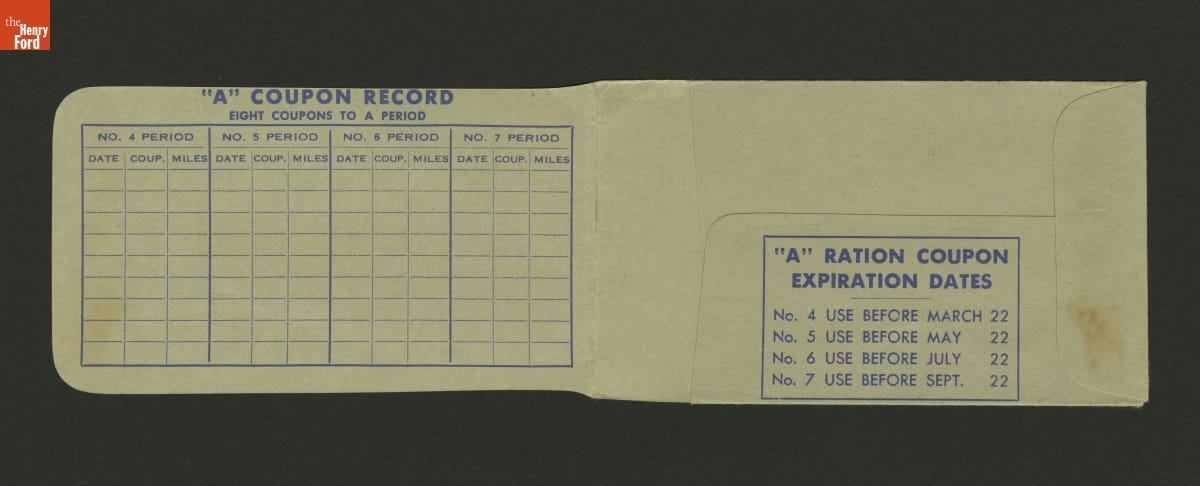 the
Henry
Ford
"A" COUPON RECORD
EIGHT COUPONS TO A PERIOD
NO. 4 PERIOD NO. 5 PERIOD NO. 6 PERIOD NO. 7 PERIOD
DATE COUP. MILES DATE COUP. MILES DATE COUP. MILES DATE COUP. MILES
"A" RATION COUPON
EXPIRATION DATES
No. 4 USE BEFORE MARCH 22
No. 5 USE BEFORE MAY 22
No. 6 USE BEFORE JULY 22
No. 7 USE BEFORE SEPT. 22